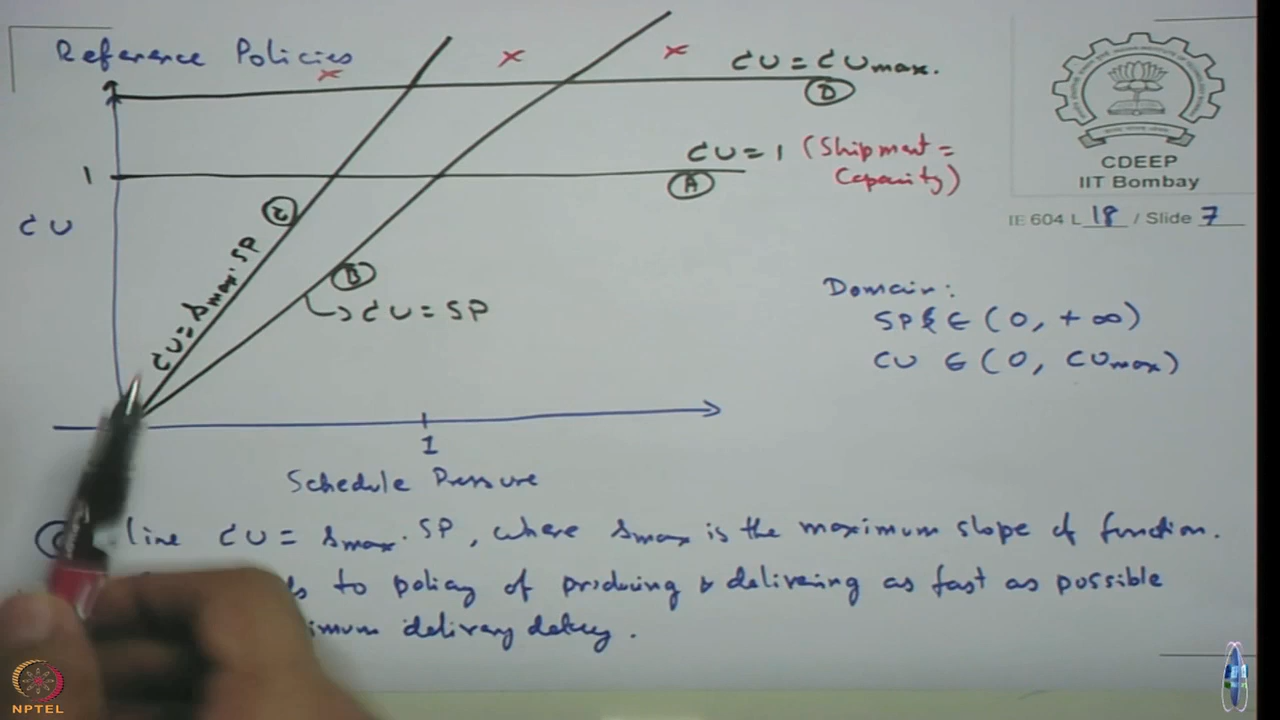 Reference Policies
CU = CUmax.
D
CU = 1 (Shipment =
Capacity)
A
1
CU
C
CU = smax. SP
B
CU = SP
1
Schedule Pressure
CDEEP
IIT Bombay
IE 604 L 18 / Slide 7
Domain:
SP ∈ (0, +∞)
CU ∈ (0, CUmax)
line CU = smax. SP, where smax is the maximum slope of function.
to policy of producing & delivering as fast as possible
delivery delay.
NPTEL